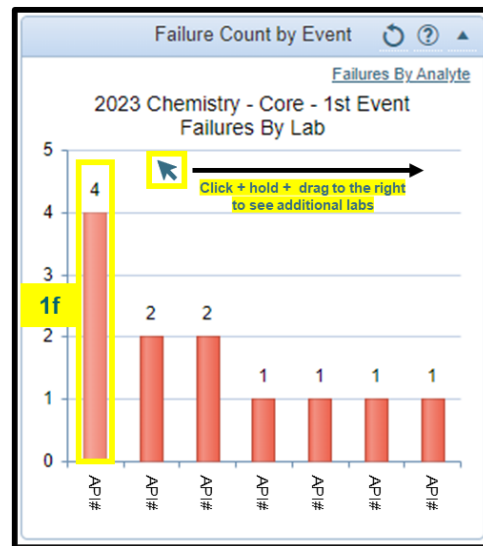 Failure Count by Event
Failures By Analyte
2023 Chemistry - Core - 1st Event
Failures By Lab
5
4
Click + hold + drag to the right
to see additional labs
4
3
1f
2
2
2
1
1
1
1
1
0
API#
API#
API#
API#
API#
API#
API#